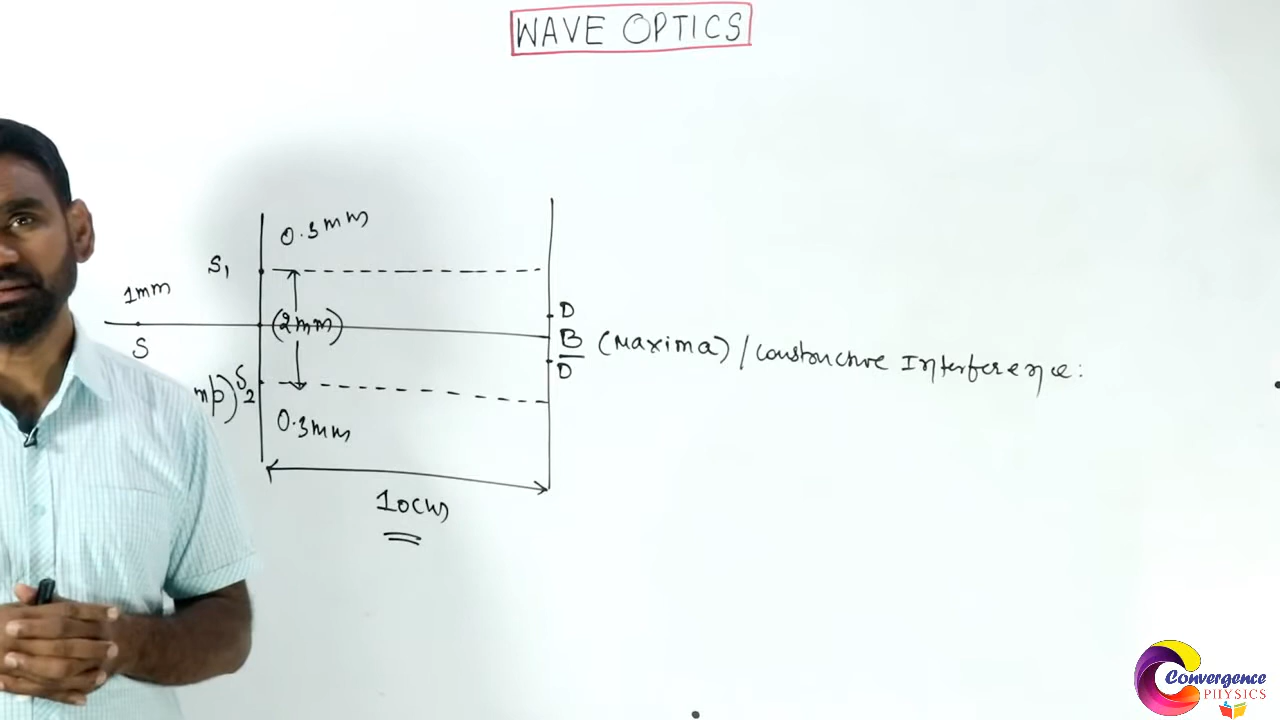 WAVE OPTICS
0.3mm
S1
1mm
(2mm)
S
D
B (Maxima) / Constructive Interference:
D
S2
0.3mm
10cm
Convergence
PHYSICS